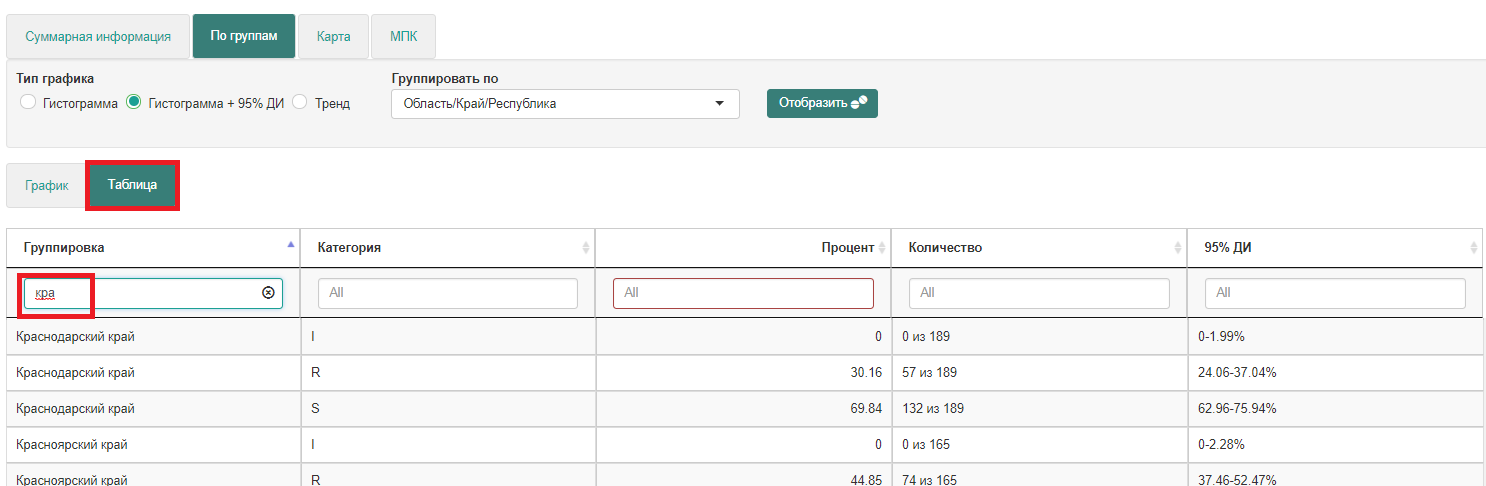 Суммарная информация По группам Карта МПК
Тип графика Группировать по
Гистограмма Гистограмма + 95% ДИ Тренд Область/Край/Республика Отобразить
График Таблица
Группировка Категория Процент Количество 95% ДИ
кра All All All All
Краснодарский край I 0 0 из 189 0-1.99%
Краснодарский край R 30.16 57 из 189 24.06-37.04%
Краснодарский край S 69.84 132 из 189 62.96-75.94%
Красноярский край I 0 0 из 165 0-2.28%
Красноярский край R 44.85 74 из 165 37.46-52.47%